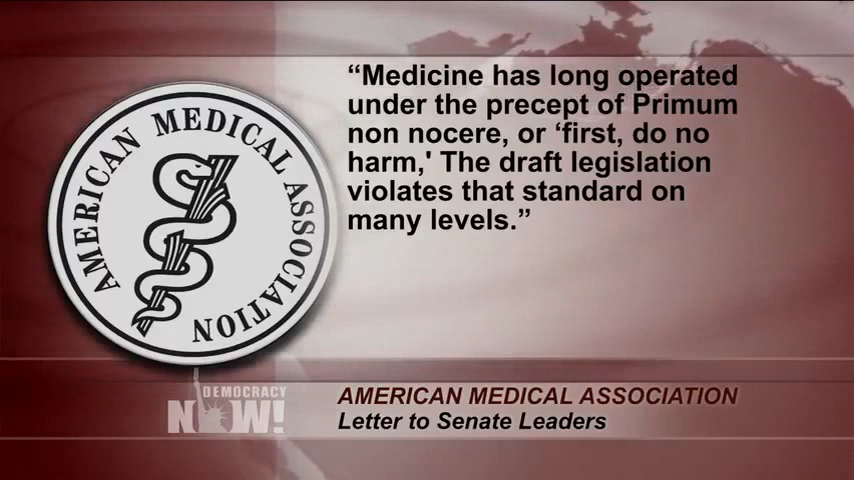 AMERICAN MEDICAL ASSOCIATION
“Medicine has long operated
under the precept of Primum
non nocere, or ‘first, do no
harm,' The draft legislation
violates that standard on
many levels.”
DEMOCRACY
NOW!
AMERICAN MEDICAL ASSOCIATION
Letter to Senate Leaders